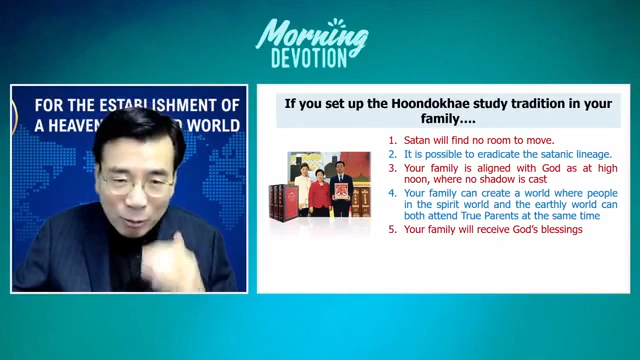 Morning
DEVOTION
FOR THE ESTABLISHMENT OF
A HEAVEN D WORLD
If you set up the Hoondokhae study tradition in your
family....
1. Satan will find no room to move.
2. It is possible to eradicate the satanic lineage.
3. Your family is aligned with God as at high
noon, where no shadow is cast
4. Your family can create a world where people
in the spirit world and the earthly world can
both attend True Parents at the same time
5. Your family will receive God's blessings